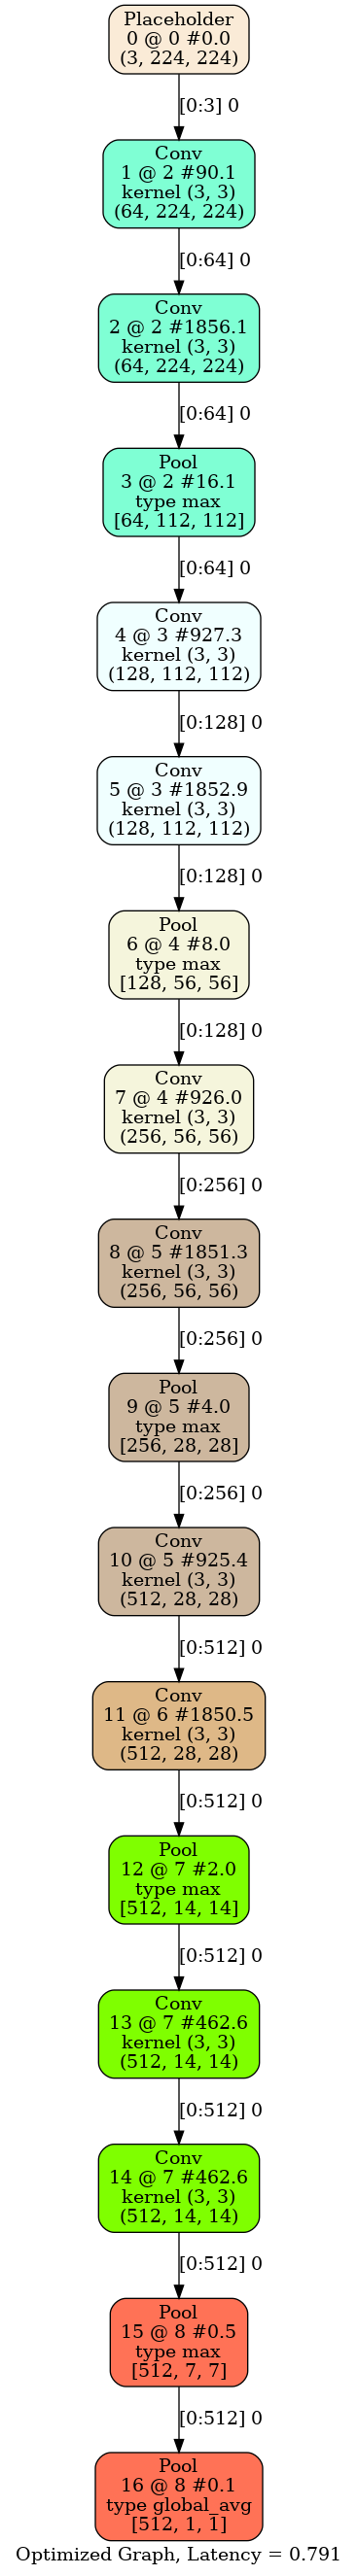 Placeholder
0 @ 0 #0.0
(3, 224, 224)
[0:3] 0
Conv
1 @ 2 #90.1
kernel (3, 3)
(64, 224, 224)
[0:64] 0
Conv
2 @ 2 #1856.1
kernel (3, 3)
(64, 224, 224)
[0:64] 0
Pool
3 @ 2 #16.1
type max
[64, 112, 112]
[0:64] 0
Conv
4 @ 3 #927.3
kernel (3, 3)
(128, 112, 112)
[0:128] 0
Conv
5 @ 3 #1852.9
kernel (3, 3)
(128, 112, 112)
[0:128] 0
Pool
6 @ 4 #8.0
type max
[128, 56, 56]
[0:128] 0
Conv
7 @ 4 #926.0
kernel (3, 3)
(256, 56, 56)
[0:256] 0
Conv
8 @ 5 #1851.3
kernel (3, 3)
(256, 56, 56)
[0:256] 0
Pool
9 @ 5 #4.0
type max
[256, 28, 28]
[0:256] 0
Conv
10 @ 5 #925.4
kernel (3, 3)
(512, 28, 28)
[0:512] 0
Conv
11 @ 6 #1850.5
kernel (3, 3)
(512, 28, 28)
[0:512] 0
Pool
12 @ 7 #2.0
type max
[512, 14, 14]
[0:512] 0
Conv
13 @ 7 #462.6
kernel (3, 3)
(512, 14, 14)
[0:512] 0
Conv
14 @ 7 #462.6
kernel (3, 3)
(512, 14, 14)
[0:512] 0
Pool
15 @ 8 #0.5
type max
[512, 7, 7]
[0:512] 0
Pool
16 @ 8 #0.1
type global_avg
[512, 1, 1]
Optimized Graph, Latency = 0.791